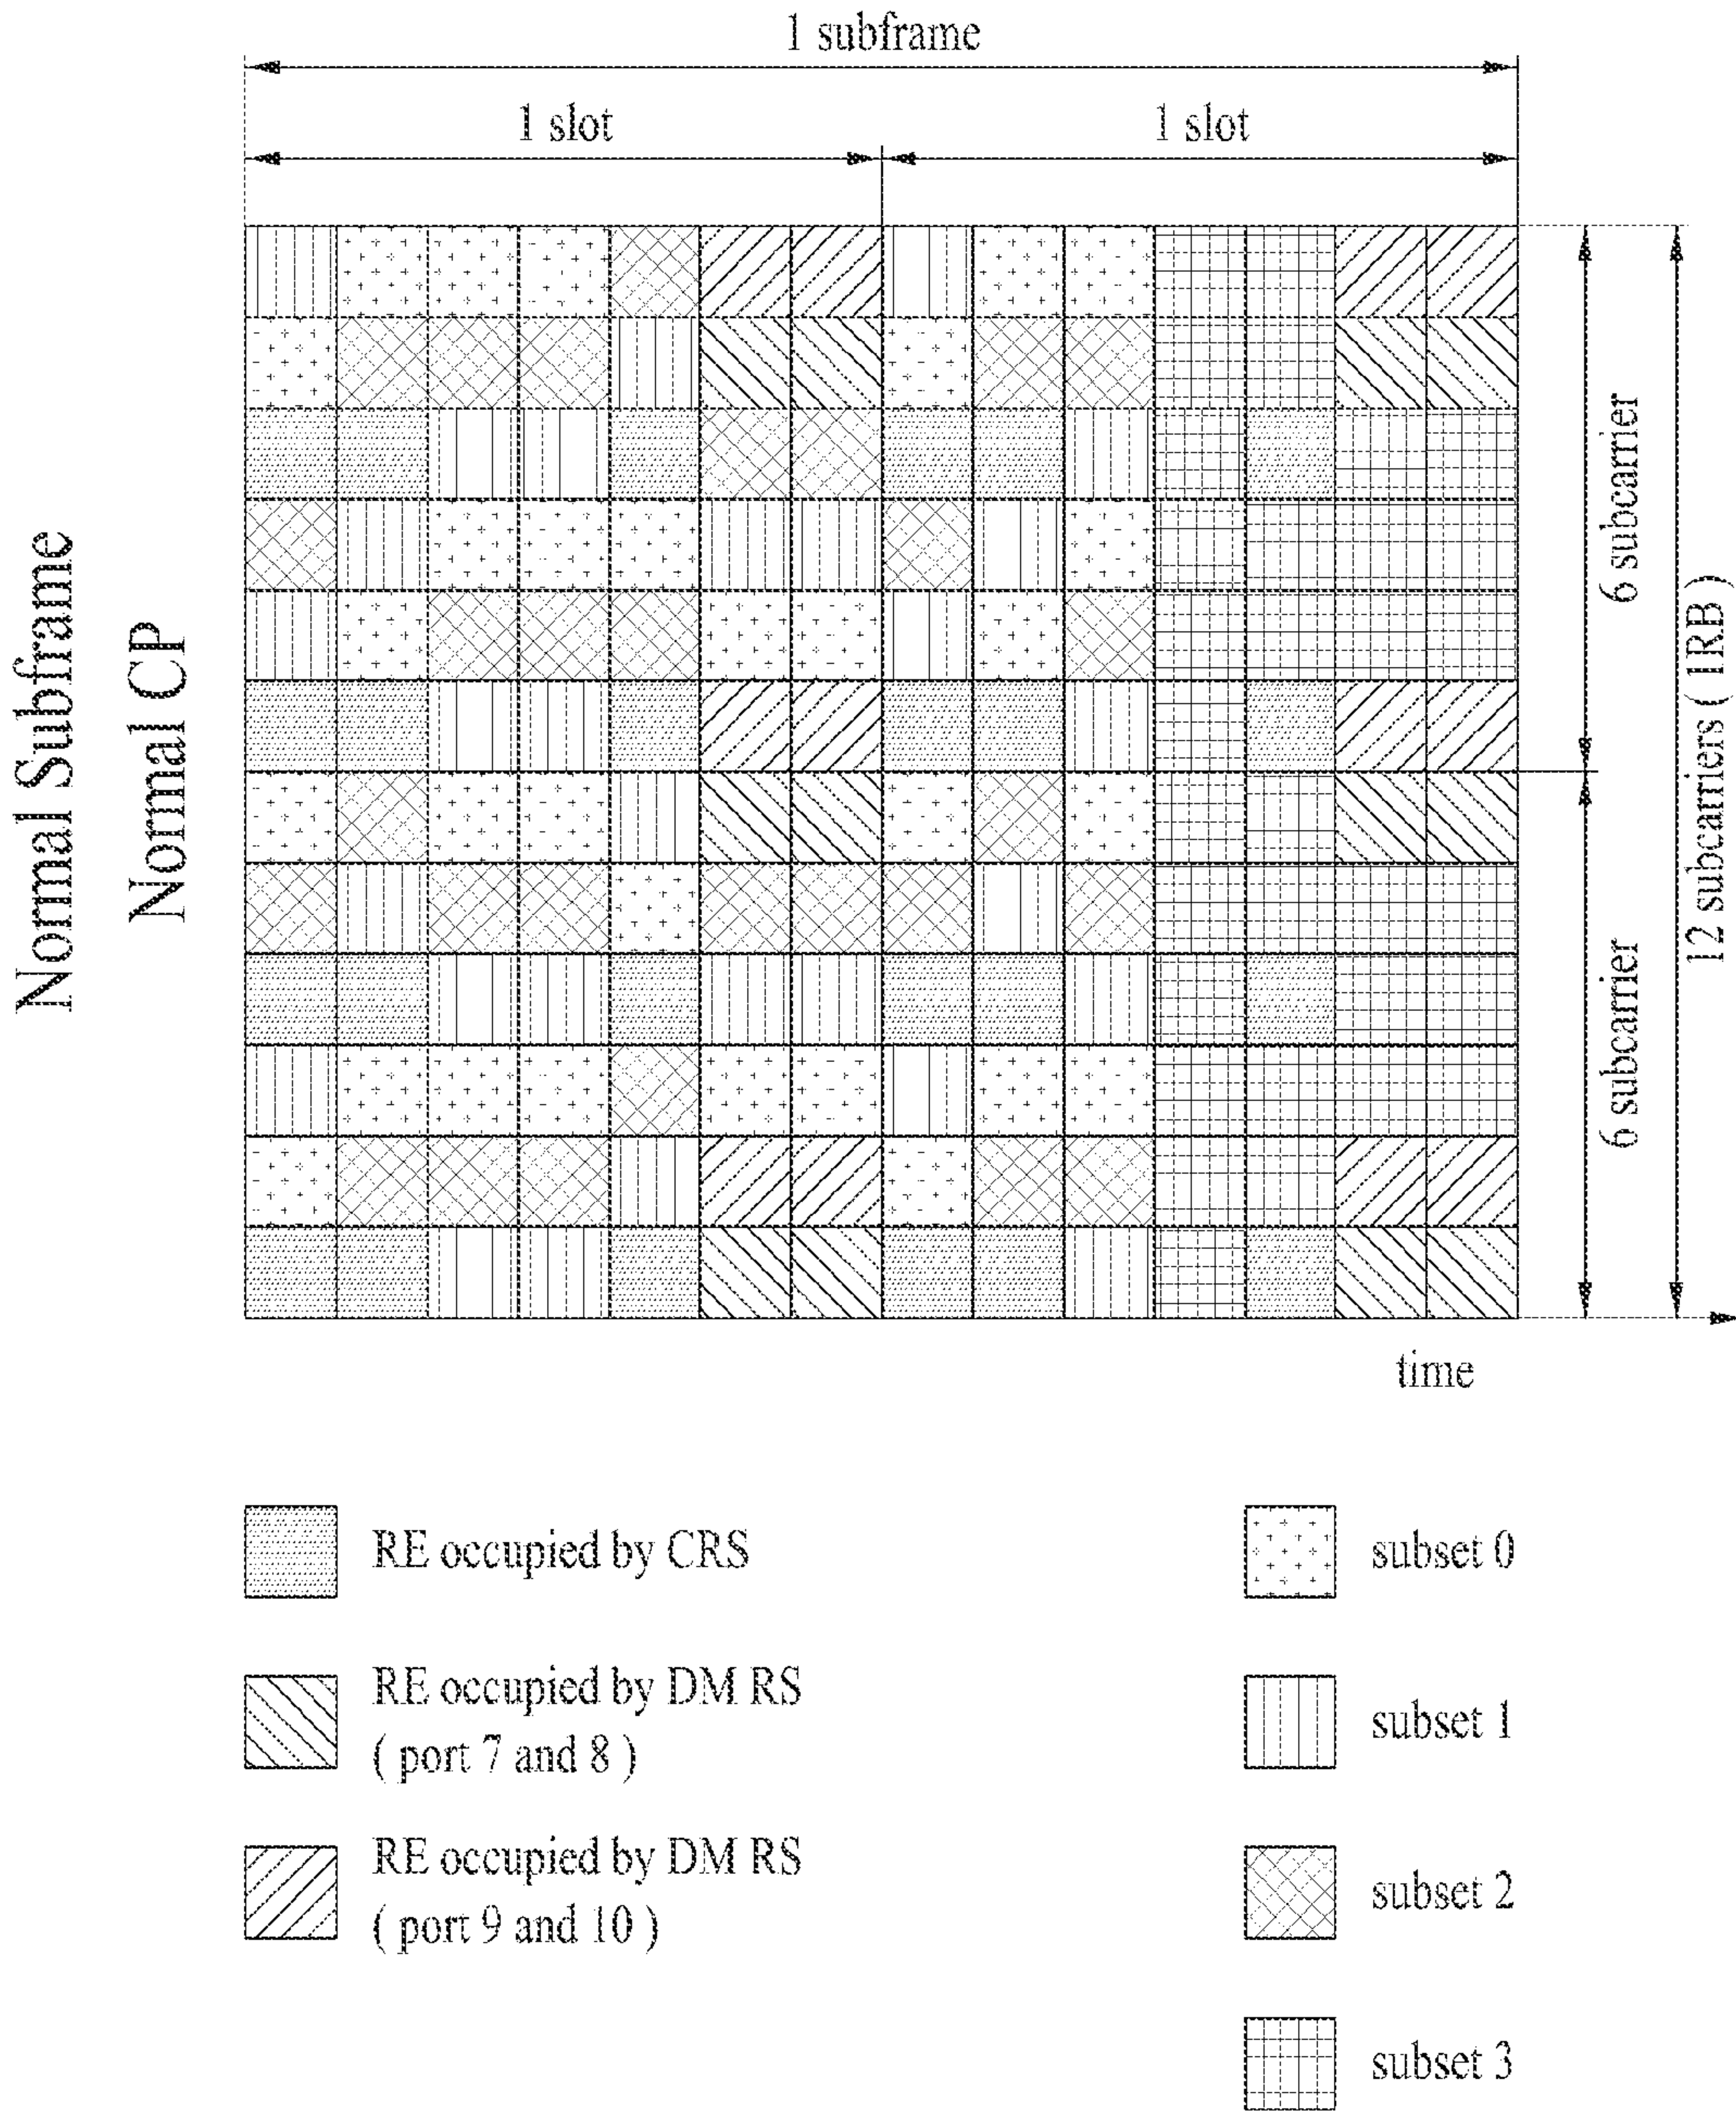 1 subframe
1 slot
1 slot
Normal Subframe
Normal CP
6 subcarrier
6 subcarrier
12 subcarriers ( 1RB )
time
RE occupied by CRS
RE occupied by DM RS
( port 7 and 8 )
RE occupied by DM RS
( port 9 and 10 )
subset 0
subset 1
subset 2
subset 3